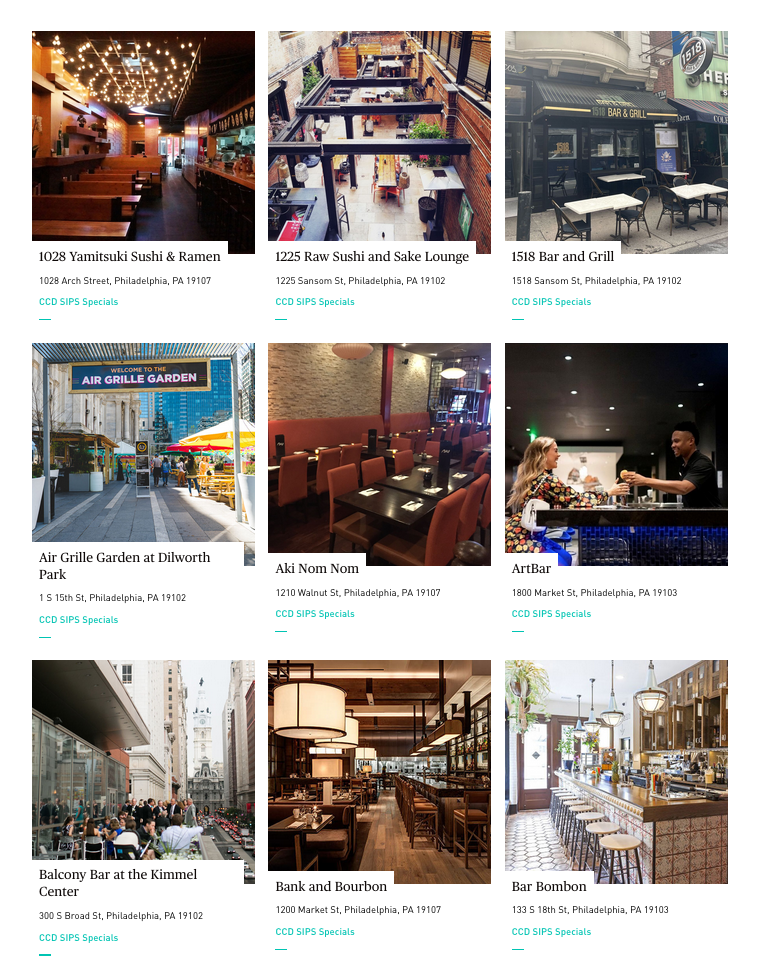 1518
BAR & GRILL
1518
1028 Yamitsuki Sushi & Ramen
1028 Arch Street, Philadelphia, PA 19107
CCD SIPS Specials
1225 Raw Sushi and Sake Lounge
1225 Sansom St, Philadelphia, PA 19102
CCD SIPS Specials
1518 Bar and Grill
1518 Sansom St, Philadelphia, PA 19102
CCD SIPS Specials
WELCOME TO THE
AIR GRILLE GARDEN
Air Grille Garden at Dilworth
Park
1 S 15th St, Philadelphia, PA 19102
CCD SIPS Specials
Aki Nom Nom
1210 Walnut St, Philadelphia, PA 19107
CCD SIPS Specials
ArtBar
1800 Market St, Philadelphia, PA 19103
CCD SIPS Specials
Balcony Bar at the Kimmel
Center
300 S Broad St, Philadelphia, PA 19102
CCD SIPS Specials
Bank and Bourbon
1200 Market St, Philadelphia, PA 19107
CCD SIPS Specials
Bar Bombon
133 S 18th St, Philadelphia, PA 19103
CCD SIPS Specials